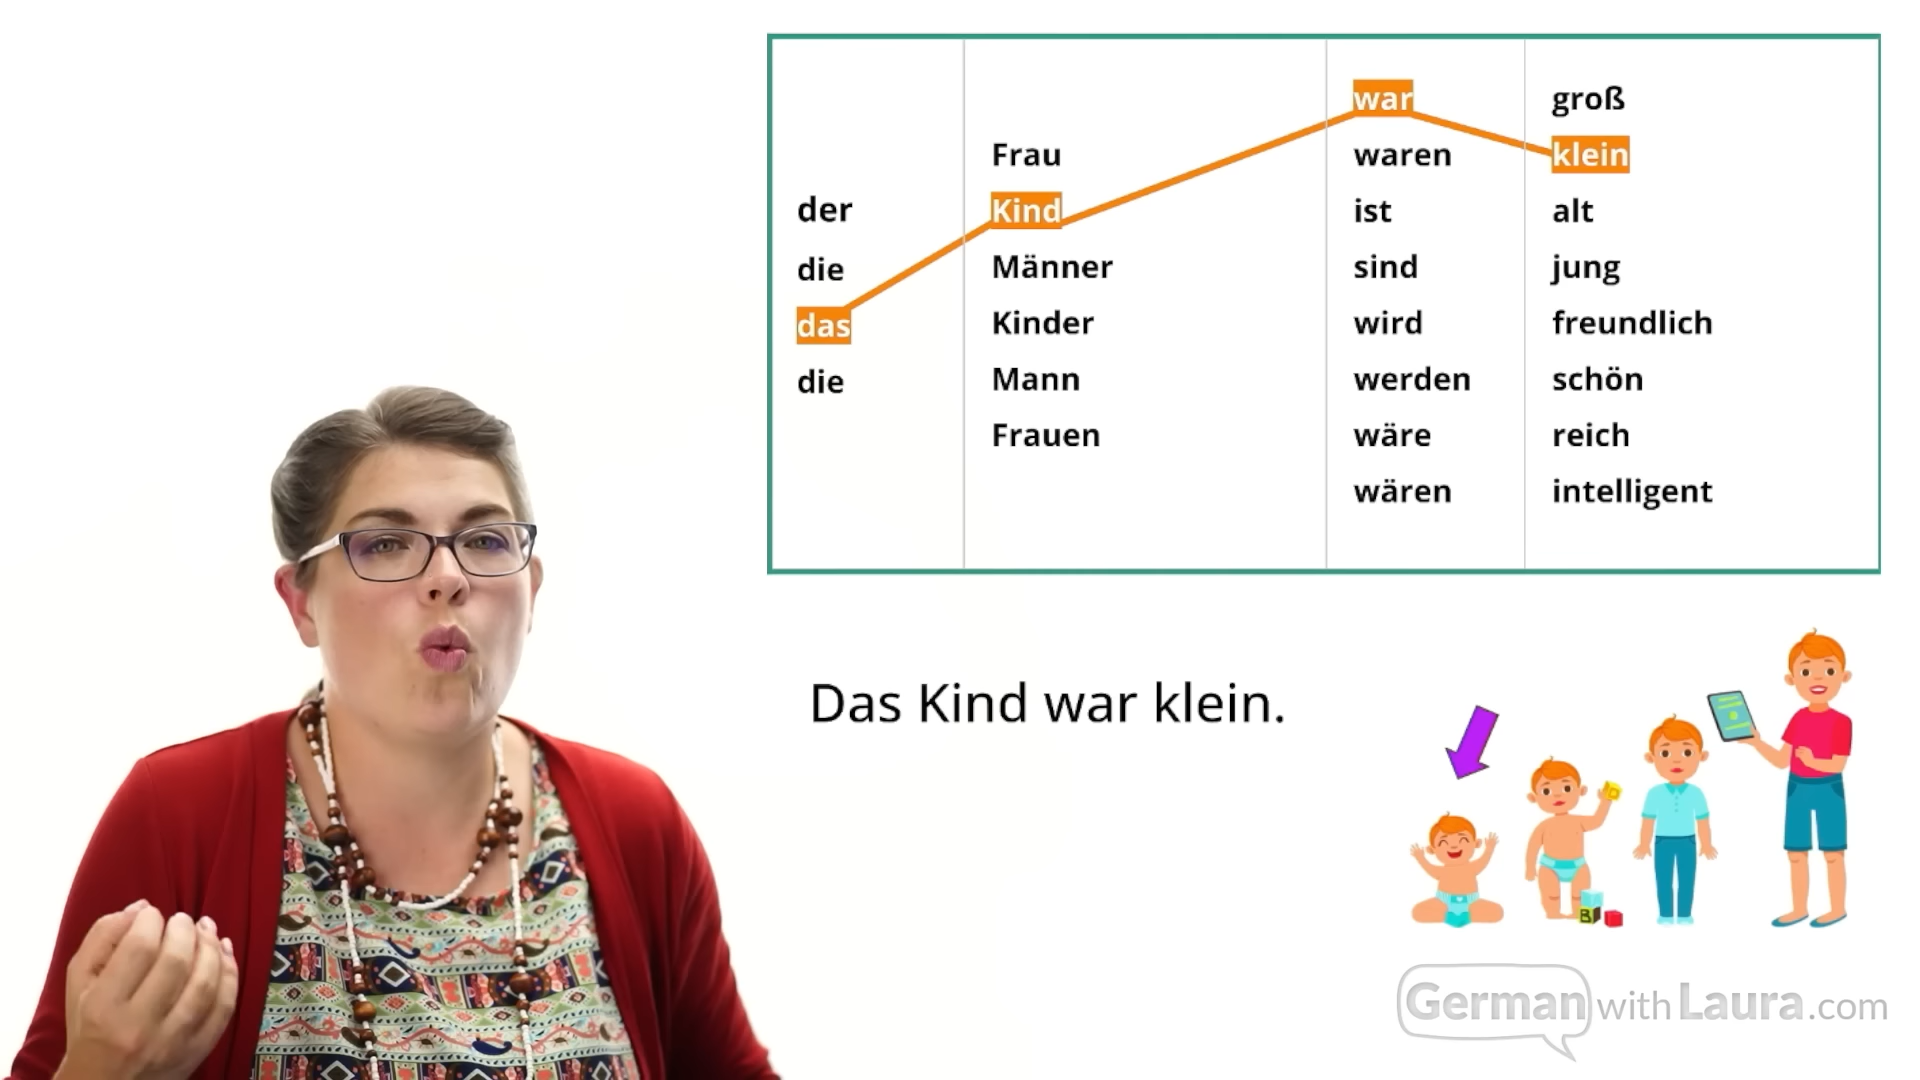 der
die
das
die
Frau
Kind
Männer
Kinder
Mann
Frauen
war
waren
ist
sind
wird
werden
wäre
wären
groß
klein
alt
jung
freundlich
schön
reich
intelligent
Das Kind war klein.
B
German with Laura.com